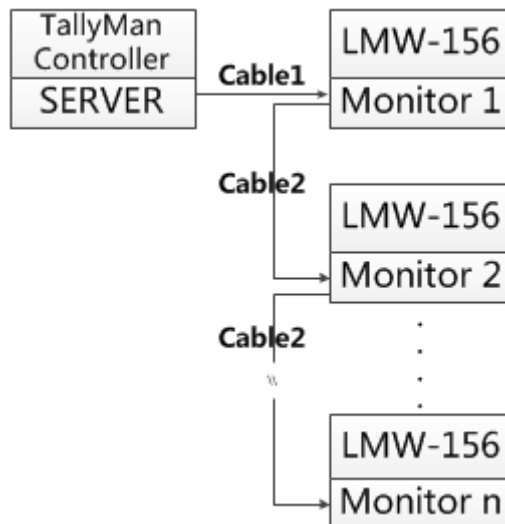 TallyMan
Controller
SERVER
Cable1
LMW-156
Monitor 1
Cable2
LMW-156
Monitor 2
Cable2
LMW-156
Monitor n